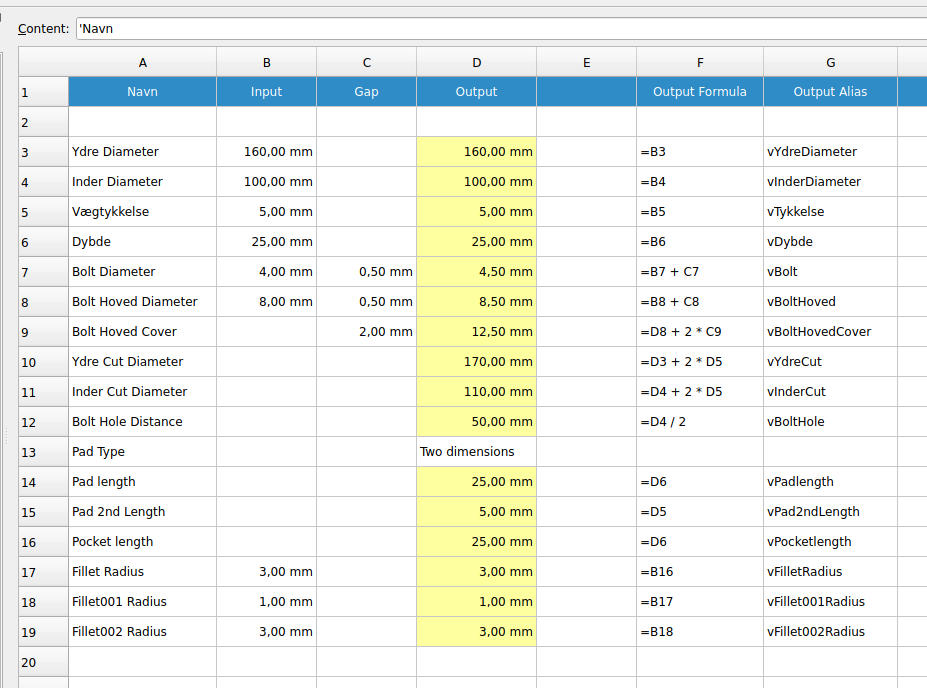 Content: 'Navn
A B C D E F G
1 Navn Input Gap Output Output Formula Output Alias
2
3 Ydre Diameter 160,00 mm 160,00 mm =B3 vYdreDiameter
4 Inder Diameter 100,00 mm 100,00 mm =B4 vInderDiameter
5 Vægtykkelse 5,00 mm 5,00 mm =B5 vTykkelse
6 Dybde 25,00 mm 25,00 mm =B6 vDybde
7 Bolt Diameter 4,00 mm 0,50 mm 4,50 mm =B7 + C7 vBolt
8 Bolt Hoved Diameter 8,00 mm 0,50 mm 8,50 mm =B8 + C8 vBoltHoved
9 Bolt Hoved Cover 2,00 mm 12,50 mm =D8 + 2 * C9 vBoltHovedCover
10 Ydre Cut Diameter 170,00 mm =D3 + 2 * D5 vYdreCut
11 Inder Cut Diameter 110,00 mm =D4 + 2 * D5 vInderCut
12 Bolt Hole Distance 50,00 mm =D4 / 2 vBoltHole
13 Pad Type Two dimensions
14 Pad length 25,00 mm =D6 vPadlength
15 Pad 2nd Length 5,00 mm =D5 vPad2ndLength
16 Pocket length 25,00 mm =D6 vPocketlength
17 Fillet Radius 3,00 mm 3,00 mm =B16 vFilletRadius
18 Fillet001 Radius 1,00 mm 1,00 mm =B17 vFillet001Radius
19 Fillet002 Radius 3,00 mm 3,00 mm =B18 vFillet002Radius
20